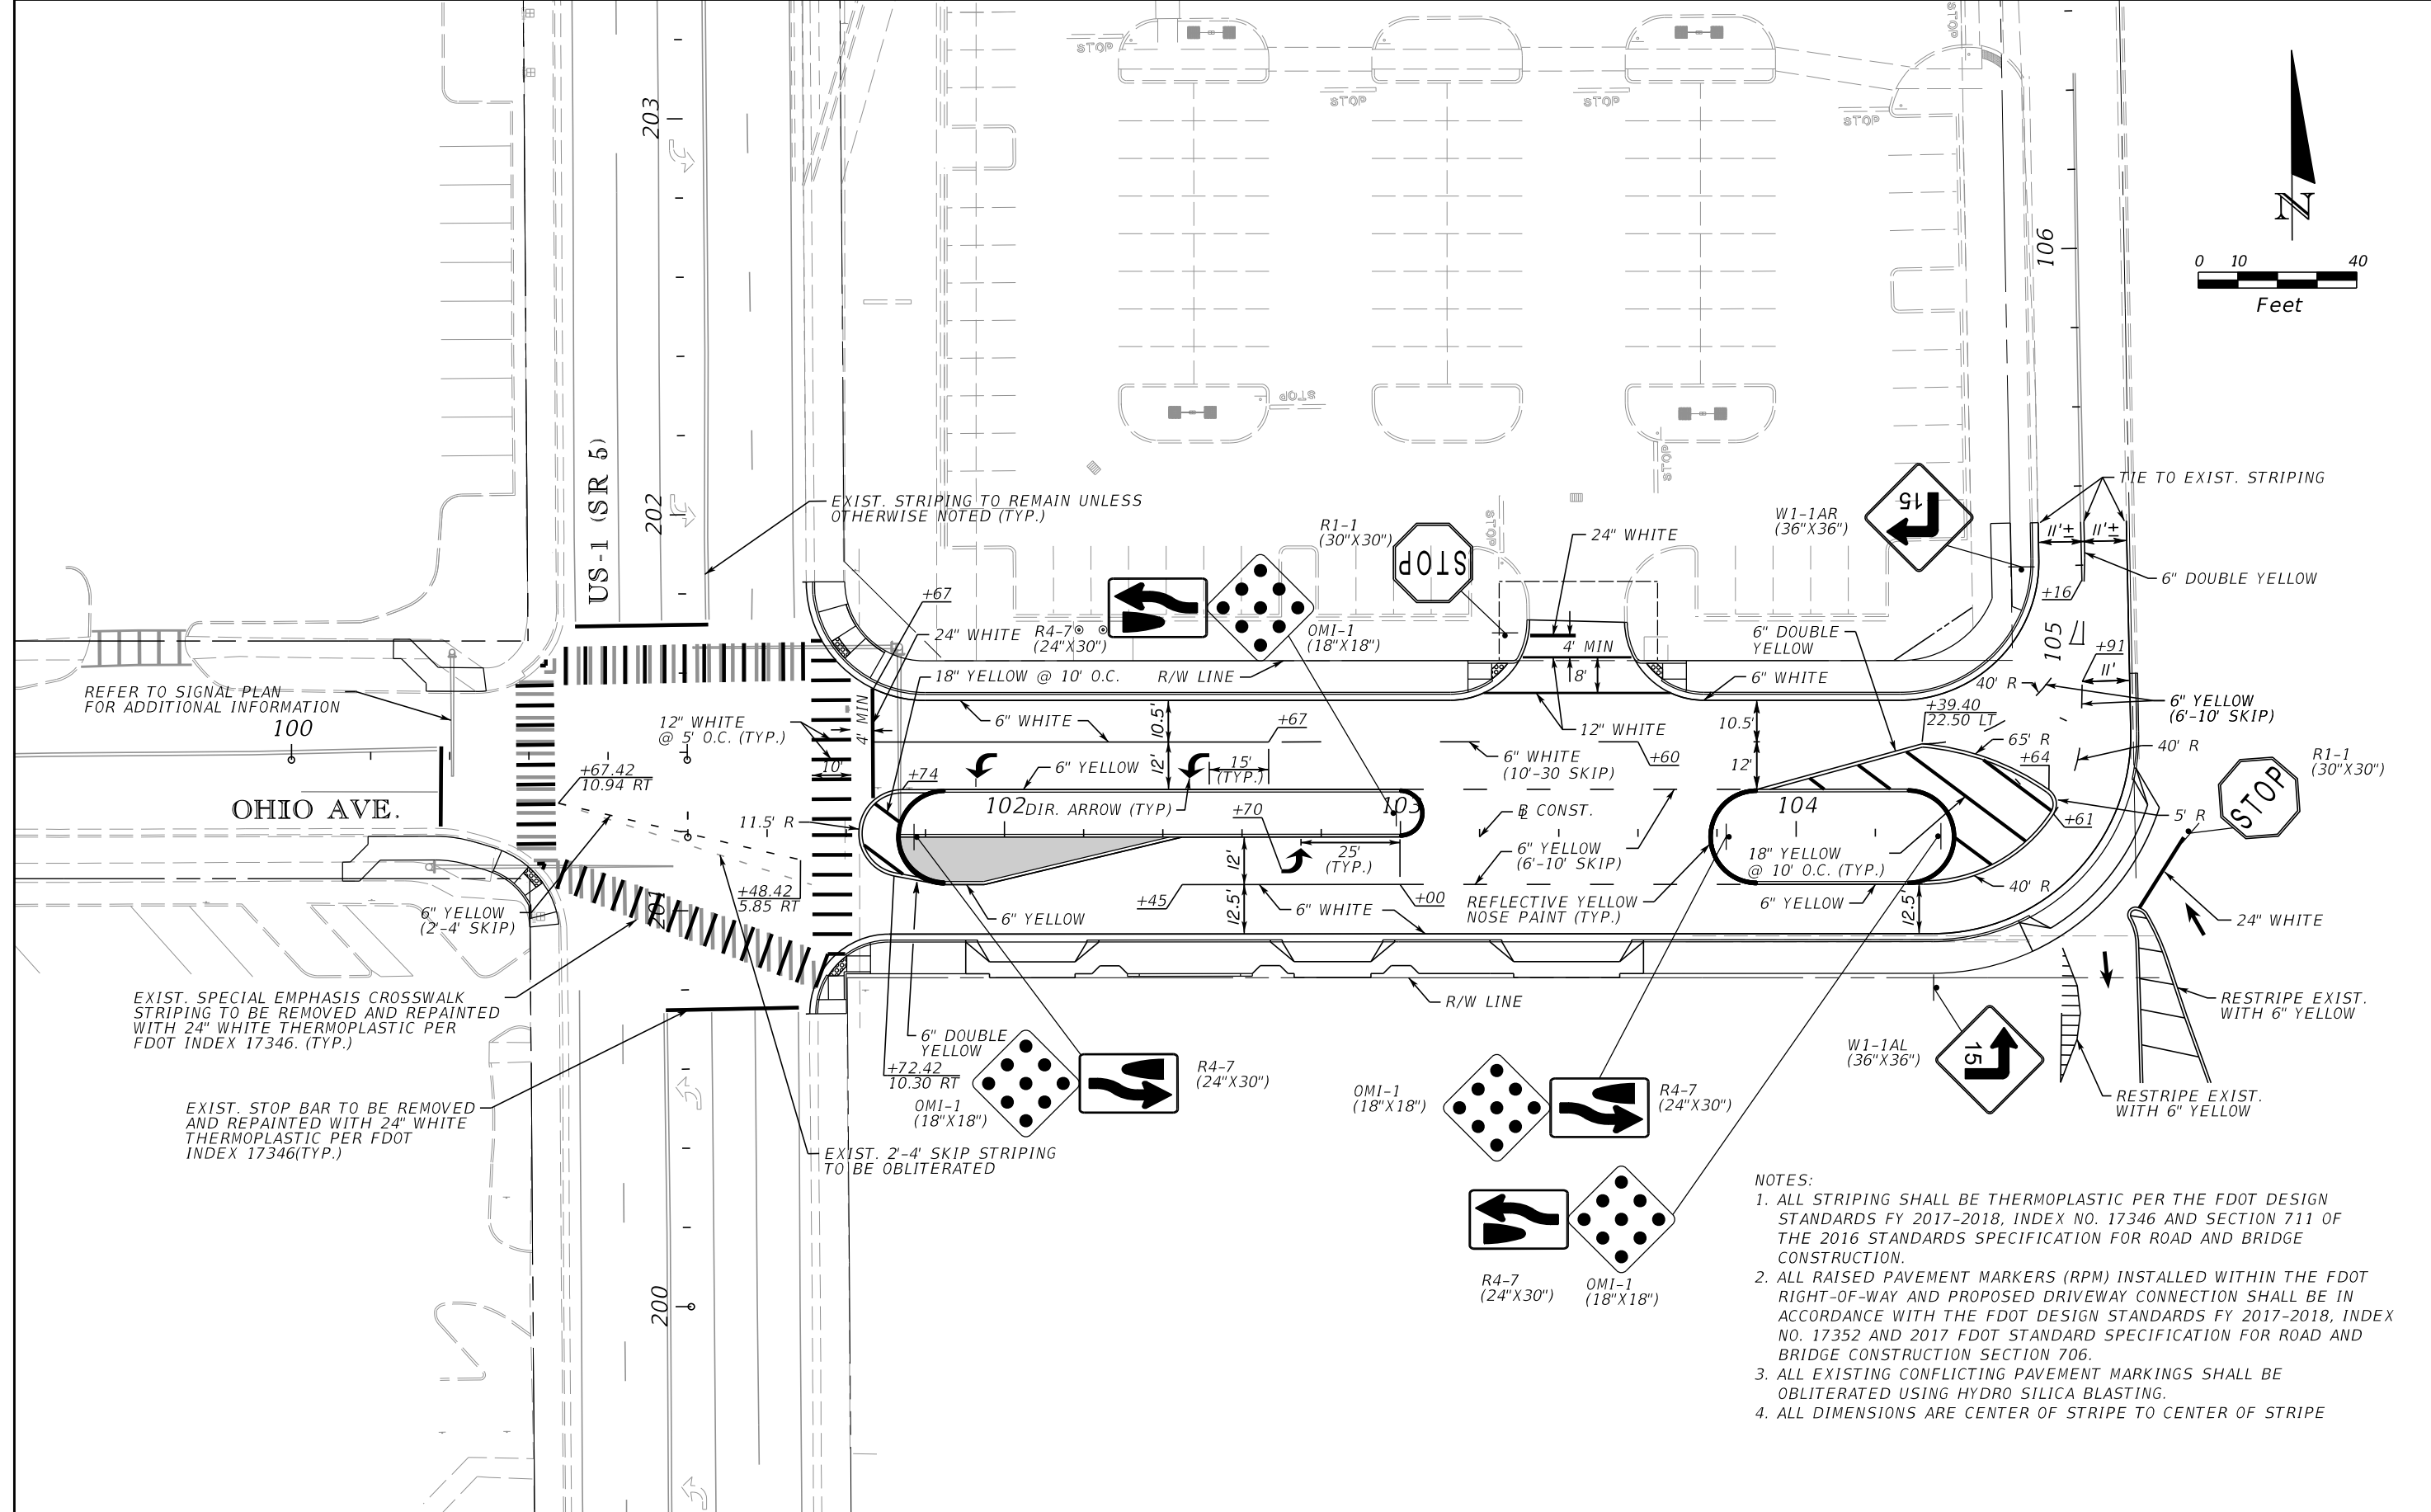 STOP
STOP
STOP
STOP
STOP
203
106
N
0 10 40
Feet
STOP
STOP
STOP
US-1 (SR 5)
202
EXIST. STRIPING TO REMAIN UNLESS
OTHERWISE NOTED (TYP.)
R1-1
(30"X30")
STOP
24" WHITE
W1-1AR
(36"X36")
15
TIE TO EXIST. STRIPING
11'±
11'±
6" DOUBLE YELLOW
+16
+67
24" WHITE
R4-7
(24"X30")
OM1-1
(18"X18")
4' MIN
8'
6" DOUBLE
YELLOW
105
+91
11'
18" YELLOW @ 10' O.C.
R/W LINE
6" WHITE
40' R
6" YELLOW
(6'-10' SKIP)
REFER TO SIGNAL PLAN
FOR ADDITIONAL INFORMATION
100
12" WHITE
@ 5' O.C. (TYP.)
4' MIN
6" WHITE
10.5'
+67
12" WHITE
10.5'
+39.40
22.50 LT
65' R
40' R
R1-1
(30"X30")
STOP
10'
+67.42
10.94 RT
+74
6" YELLOW
12'
15'
(TYP.)
6" WHITE
(10'-30 SKIP)
+60
12'
+64
OHIO AVE.
11.5' R
102
DIR. ARROW (TYP)
+70
103
BL CONST.
104
5' R
+61
+48.42
5.85 RT
12'
25'
(TYP.)
6" YELLOW
(6'-10' SKIP)
18" YELLOW
@ 10' O.C. (TYP.)
40' R
201
6" YELLOW
(2'-4' SKIP)
6" YELLOW
+45
12.5'
6" WHITE
+00
REFLECTIVE YELLOW
NOSE PAINT (TYP.)
6" YELLOW
12.5'
24" WHITE
EXIST. SPECIAL EMPHASIS CROSSWALK
STRIPING TO BE REMOVED AND REPAINTED
WITH 24" WHITE THERMOPLASTIC PER
FDOT INDEX 17346. (TYP.)
R/W LINE
RESTRIPE EXIST.
WITH 6" YELLOW
6" DOUBLE
YELLOW
+72.42
10.30 RT
OM1-1
(18"X18")
R4-7
(24"X30")
OM1-1
(18"X18")
R4-7
(24"X30")
W1-1AL
(36"X36")
15
RESTRIPE EXIST.
WITH 6" YELLOW
EXIST. STOP BAR TO BE REMOVED
AND REPAINTED WITH 24" WHITE
THERMOPLASTIC PER FDOT
INDEX 17346(TYP.)
EXIST. 2'-4' SKIP STRIPING
TO BE OBLITERATED
200
R4-7
(24"X30")
OM1-1
(18"X18")
NOTES:
1. ALL STRIPING SHALL BE THERMOPLASTIC PER THE FDOT DESIGN
STANDARDS FY 2017-2018, INDEX NO. 17346 AND SECTION 711 OF
THE 2016 STANDARDS SPECIFICATION FOR ROAD AND BRIDGE
CONSTRUCTION.
2. ALL RAISED PAVEMENT MARKERS (RPM) INSTALLED WITHIN THE FDOT
RIGHT-OF-WAY AND PROPOSED DRIVEWAY CONNECTION SHALL BE IN
ACCORDANCE WITH THE FDOT DESIGN STANDARDS FY 2017-2018, INDEX
NO. 17352 AND 2017 FDOT STANDARD SPECIFICATION FOR ROAD AND
BRIDGE CONSTRUCTION SECTION 706.
3. ALL EXISTING CONFLICTING PAVEMENT MARKINGS SHALL BE
OBLITERATED USING HYDRO SILICA BLASTING.
4. ALL DIMENSIONS ARE CENTER OF STRIPE TO CENTER OF STRIPE